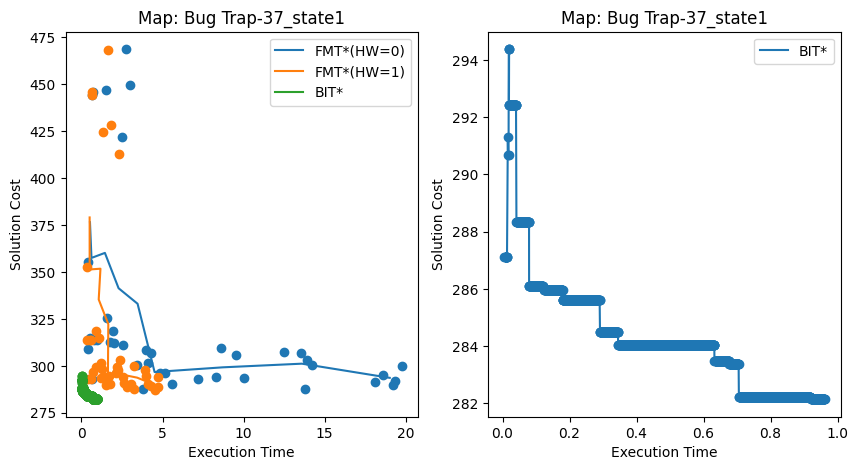 Map: Bug Trap-37_state1
475
450
425
400
375
350
325
300
275
Solution Cost
0
5
10
15
20
Execution Time
FMT*(HW=0)
FMT*(HW=1)
BIT*
Map: Bug Trap-37_state1
294
292
290
288
286
284
282
Solution Cost
0.0
0.2
0.4
0.6
0.8
1.0
Execution Time
BIT*